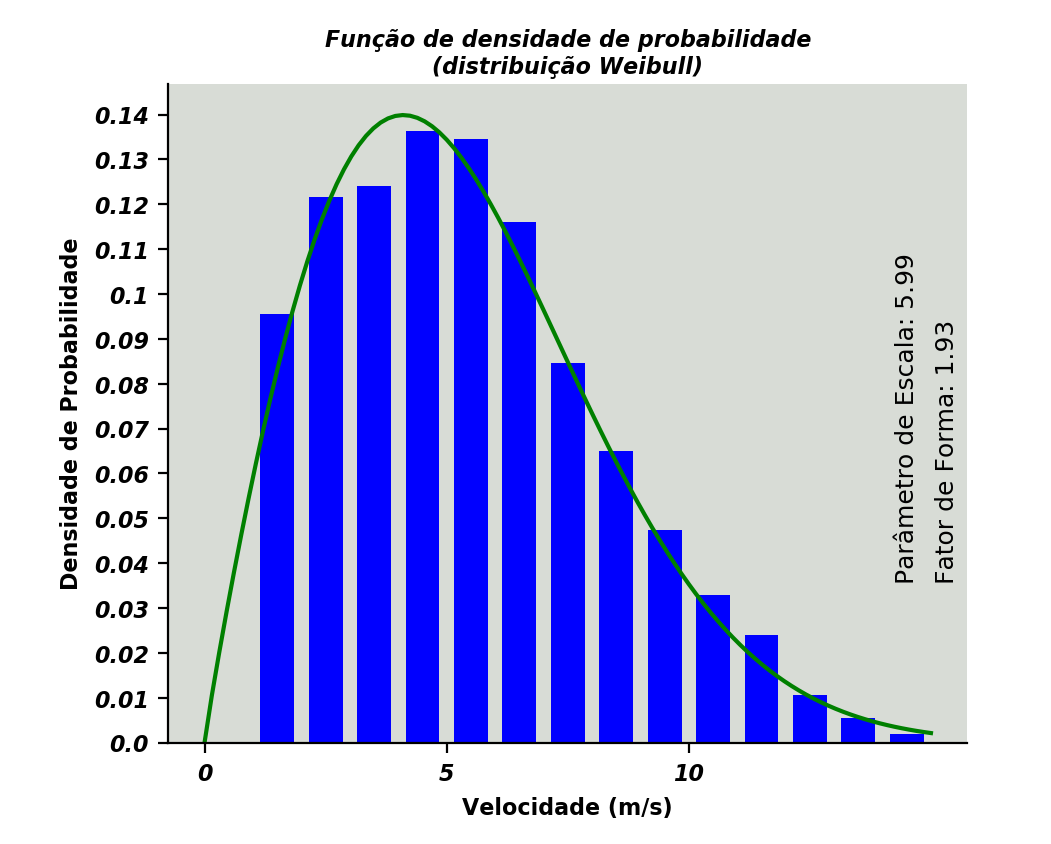 Função de densidade de probabilidade
(distribuição Weibull)
0.14
0.13
0.12
0.11
0.1
0.09
0.08
0.07
0.06
0.05
0.04
0.03
0.02
0.01
0.0
Densidade de Probabilidade
Parâmetro de Escala: 5.99
Fator de Forma: 1.93
0 5 10
Velocidade (m/s)